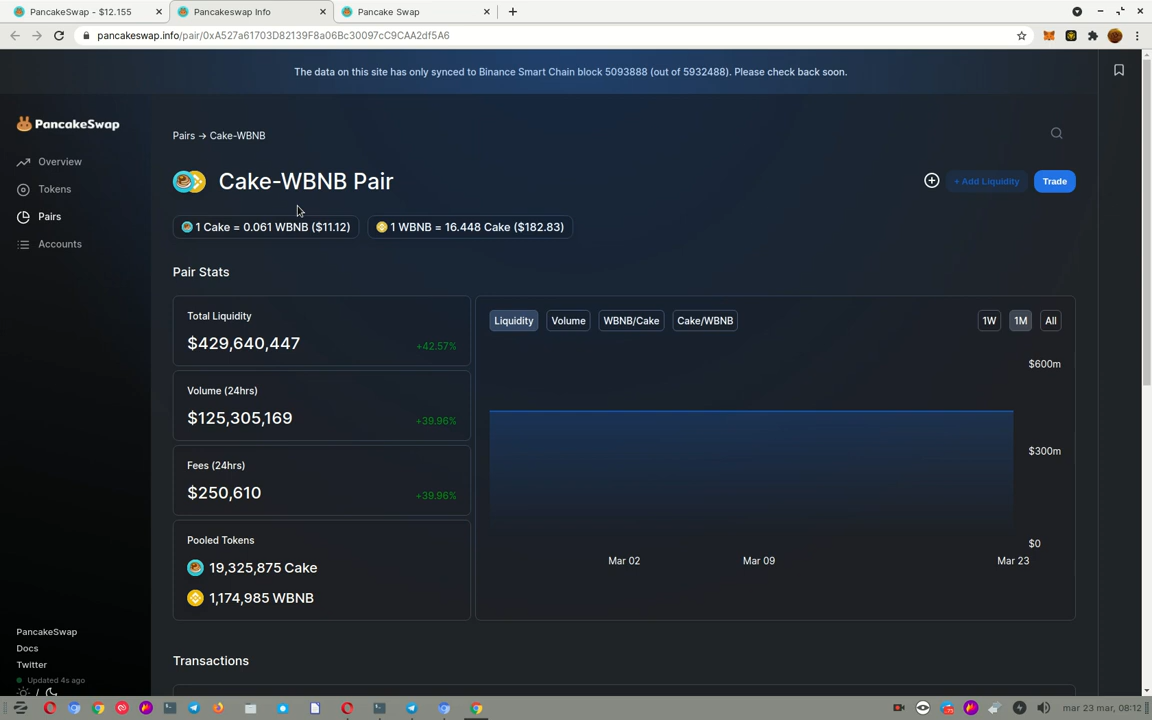 PancakeSwap - $12.155
Pancakeswap Info
Pancake Swap
pancakeswap.info/pair/0xA527a61703D82139F8a06Bc30097cC9CAA2df5A6
The data on this site has only synced to Binance Smart Chain block 5093888 (out of 5932488). Please check back soon.
PancakeSwap
Overview
Tokens
Pairs
Accounts
Pairs → Cake-WBNB
Cake-WBNB Pair
+ Add Liquidity
Trade
1 Cake = 0.061 WBNB ($11.12)
1 WBNB = 16.448 Cake ($182.83)
Pair Stats
Total Liquidity
$429,640,447
+42.57%
Volume (24hrs)
$125,305,169
+39.96%
Fees (24hrs)
$250,610
+39.96%
Pooled Tokens
19,325,875 Cake
1,174,985 WBNB
Liquidity
Volume
WBNB/Cake
Cake/WBNB
1W
1M
All
$600m
$300m
$0
Mar 02
Mar 09
Mar 23
Transactions
PancakeSwap
Docs
Twitter
Updated 4s ago
/
mar 23 mar, 08:12